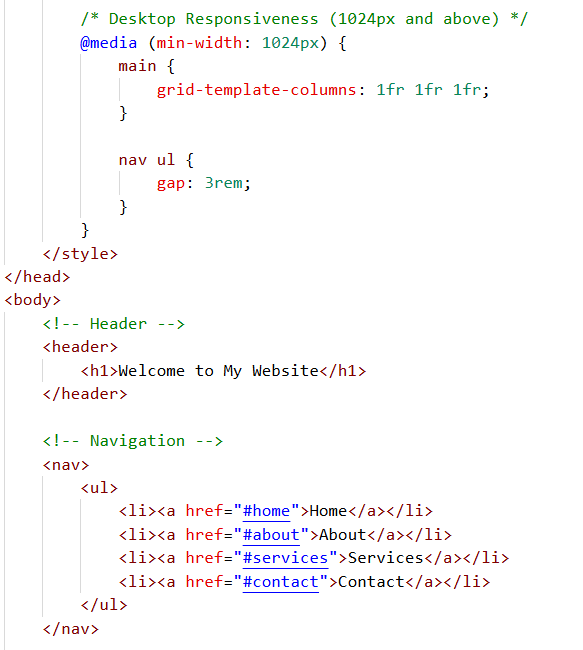 /* Desktop Responsiveness (1024px and above) */
@media (min-width: 1024px) {
main {
grid-template-columns: 1fr 1fr 1fr;
}
nav ul {
gap: 3rem;
}
}
</style>
</head>
<body>
<!-- Header -->
<header>
<h1>Welcome to My Website</h1>
</header>
<!-- Navigation -->
<nav>
<ul>
<li><a href="#home">Home</a></li>
<li><a href="#about">About</a></li>
<li><a href="#services">Services</a></li>
<li><a href="#contact">Contact</a></li>
</ul>
</nav>